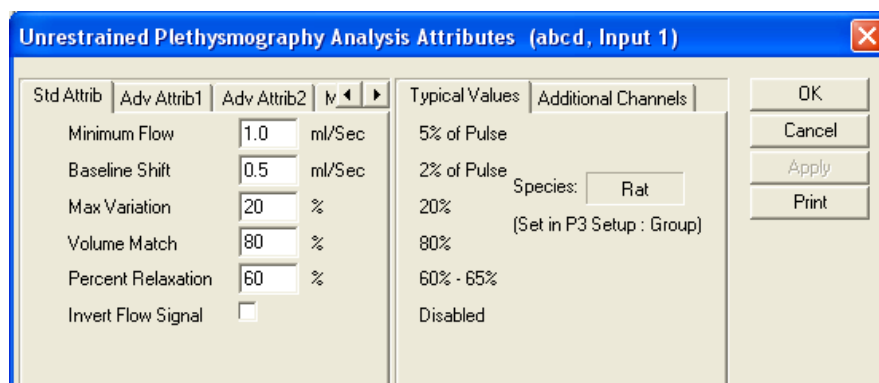 Unrestrained Plethysmography Analysis Attributes (abcd, Input 1)
Std Attrib Adv Attrib1 Adv Attrib2
Minimum Flow 1.0 ml/Sec
Baseline Shift 0.5 ml/Sec
Max Variation 20 %
Volume Match 80 %
Percent Relaxation 60 %
Invert Flow Signal
Typical Values Additional Channels
5% of Pulse
2% of Pulse
Species: Rat
20%
(Set in P3 Setup : Group)
80%
60% - 65%
Disabled
OK
Cancel
Apply
Print